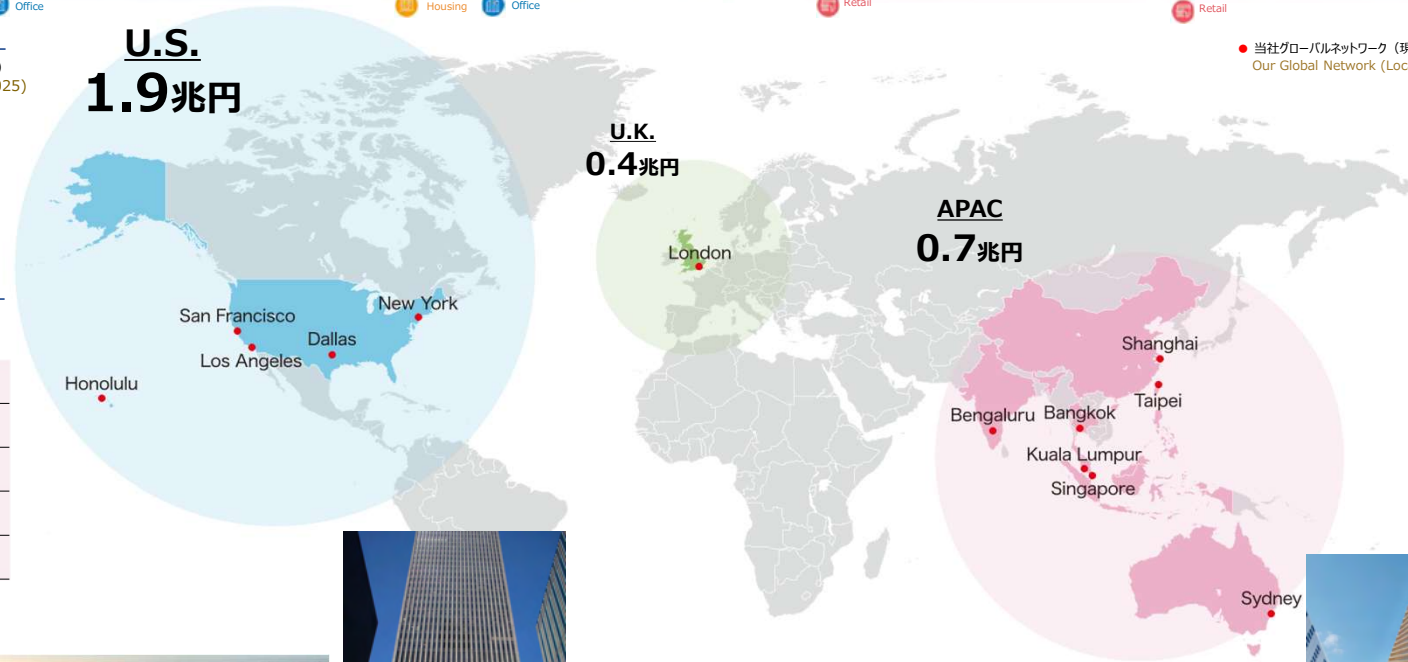 Office
Housing
Office
Retail
Retail
U.S.
1.9兆円
025)
● 当社グローバルネットワーク（現
Our Global Network (Loc
U.K.
0.4兆円
APAC
0.7兆円
London
San Francisco
New York
Dallas
Los Angeles
Honolulu
Shanghai
Taipei
Bengaluru
Bangkok
Kuala Lumpur
Singapore
Sydney